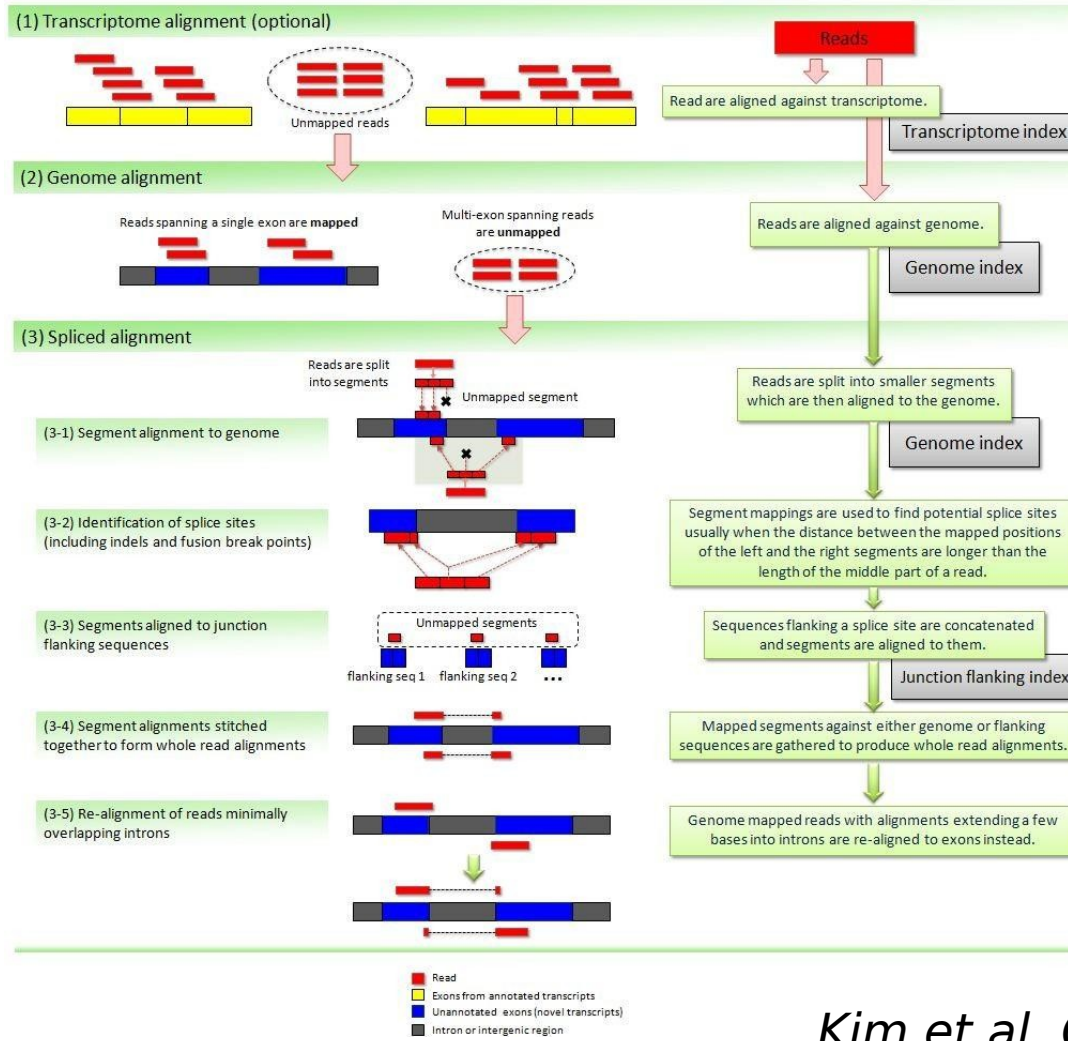 (1) Transcriptome alignment (optional)
Unmapped reads
(2) Genome alignment
Reads spanning a single exon are mapped
Multi-exon spanning reads
are unmapped
(3) Spliced alignment
Reads are split
into segments
Unmapped segment
(3-1) Segment alignment to genome
(3-2) Identification of splice sites
(including indels and fusion break points)
(3-3) Segments aligned to junction
flanking sequences
Unmapped segments
flanking seq 1
flanking seq 2
...
(3-4) Segment alignments stitched
together to form whole read alignments
(3-5) Re-alignment of reads minimally
overlapping introns
Reads
Read are aligned against transcriptome.
Transcriptome index
Reads are aligned against genome.
Genome index
Reads are split into smaller segments
which are then aligned to the genome.
Genome index
Segment mappings are used to find potential splice sites
usually when the distance between the mapped positions
of the left and the right segments are longer than the
length of the middle part of a read.
Sequences flanking a splice site are concatenated
and segments are aligned to them.
Junction flanking index
Mapped segments against either genome or flanking
sequences are gathered to produce whole read alignments.
Genome mapped reads with alignments extending a few
bases into introns are re-aligned to exons instead.
Read
Exons from annotated transcripts
Unannotated exons (novel transcripts)
Intron or intergenic region
Kim et al.